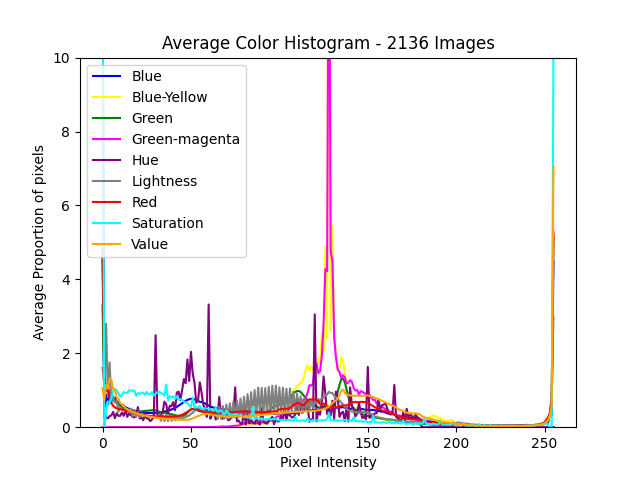 Average Color Histogram - 2136 Images
Average Proportion of pixels
10
8
6
4
2
0
Blue
Blue-Yellow
Green
Green-magenta
Hue
Lightness
Red
Saturation
Value
0 50 100 150 200 250
Pixel Intensity